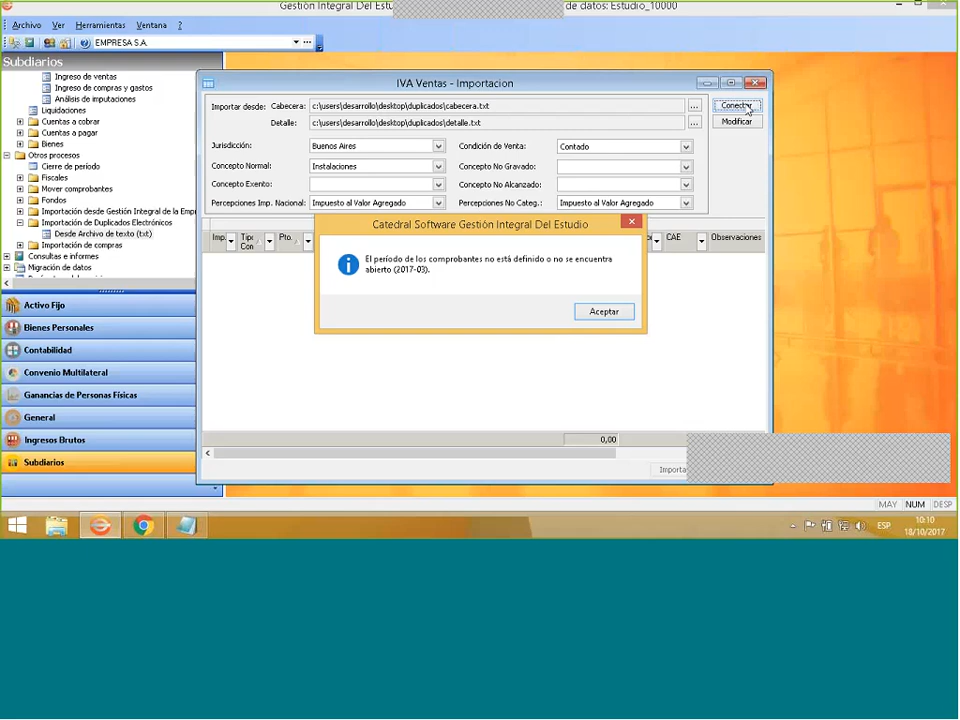 Gestión Integral Del Estu
de datos: Estudio_10000
Archivo Ver Herramientas Ventana ?
EMPRESA S.A.
Subdiarios
Ingreso de ventas
Ingreso de compras y gastos
Análisis de imputaciones
Liquidaciones
Cuentas a cobrar
Cuentas a pagar
Bienes
Otros procesos
Cierre de período
Fiscales
Mover comprobantes
Fondos
Importación desde Gestión Integral de la Emp
Importación de Duplicados Electrónicos
Desde Archivo de texto (txt)
Importación de compras
Consultas e informes
Migración de datos
Activo Fijo
Bienes Personales
Contabilidad
Convenio Multilateral
Ganancias de Personas Físicas
General
Ingresos Brutos
Subdiarios
IVA Ventas - Importacion
Importar desde: Cabecera: c:\users\desarrollo\desktop\duplicados\cabecera.txt ... Conectar
Detalle: c:\users\desarrollo\desktop\duplicados\detalle.txt ... Modificar
Jurisdicción: Buenos Aires Condición de Venta: Contado
Concepto Normal: Instalaciones Concepto No Gravado:
Concepto Exento: Concepto No Alcanzado:
Percepciones Imp. Nacional: Impuesto al Valor Agregado Percepciones No Categ.: Impuesto al Valor Agregado
Imp. Tipo Con Pto. CAE Observaciones
Catedral Software Gestión Integral Del Estudio
El período de los comprobantes no está definido o no se encuentra
abierto (2017-03).
Aceptar
0,00
Importa
MAY NUM DESP
ESP
10:10
18/10/2017